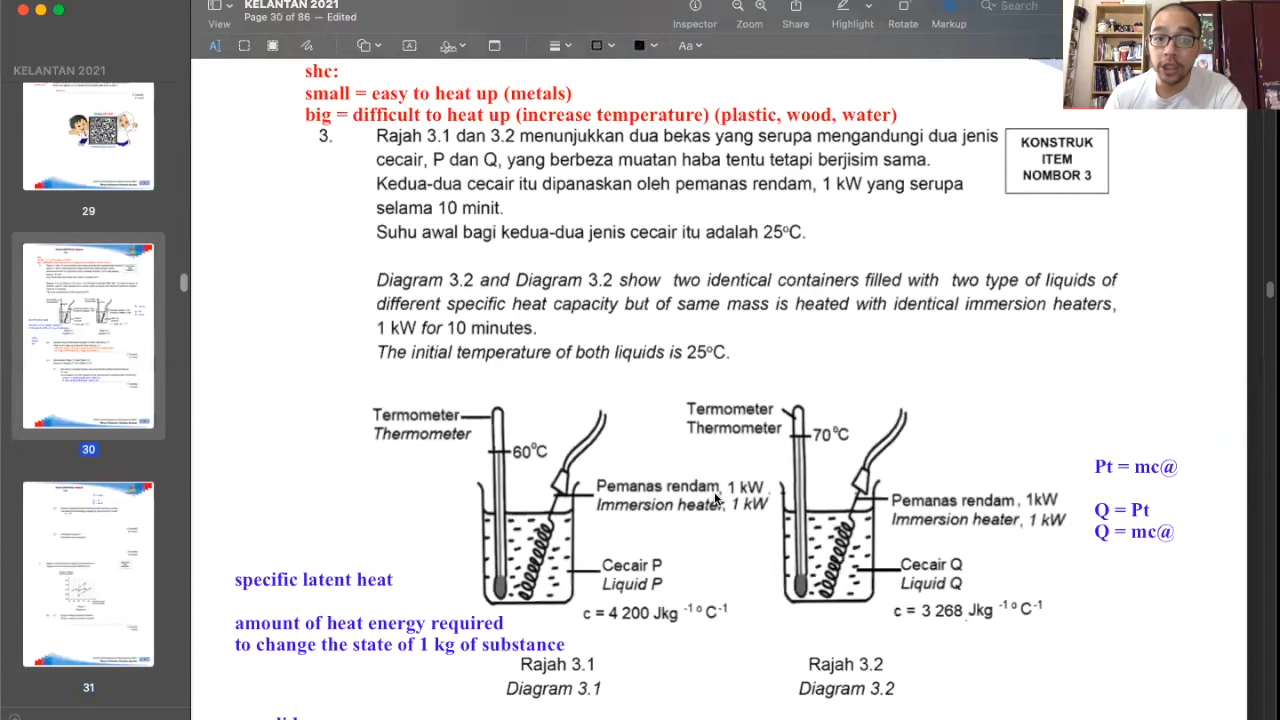 KELANTAN 2021
Page 30 of 86 — Edited
View
Inspector
Zoom
Share
Highlight
Rotate
Markup
Search
KELANTAN 2021
29
30
31
shc:
small = easy to heat up (metals)
big = difficult to heat up (increase temperature) (plastic, wood, water)
3. Rajah 3.1 dan 3.2 menunjukkan dua bekas yang serupa mengandungi dua jenis
cecair, P dan Q, yang berbeza muatan haba tentu tetapi berjisim sama.
Kedua-dua cecair itu dipanaskan oleh pemanas rendam, 1 kW yang serupa
selama 10 minit.
Suhu awal bagi kedua-dua jenis cecair itu adalah 25°C.
KONSTRUK
ITEM
NOMBOR 3
Diagram 3.2 and Diagram 3.2 show two identical containers filled with two type of liquids of
different specific heat capacity but of same mass is heated with identical immersion heaters,
1 kW for 10 minutes.
The initial temperature of both liquids is 25°C.
Termometer
Thermometer
60°C
Pemanas rendam, 1 kW
Immersion heater, 1 kW
Cecair P
Liquid P
c = 4 200 Jkg⁻¹°C⁻¹
Rajah 3.1
Diagram 3.1
Termometer
Thermometer
70°C
Pemanas rendam, 1kW
Immersion heater, 1 kW
Cecair Q
Liquid Q
c = 3 268 Jkg⁻¹°C⁻¹
Rajah 3.2
Diagram 3.2
Pt = mc@
Q = Pt
Q = mc@
specific latent heat
amount of heat energy required
to change the state of 1 kg of substance